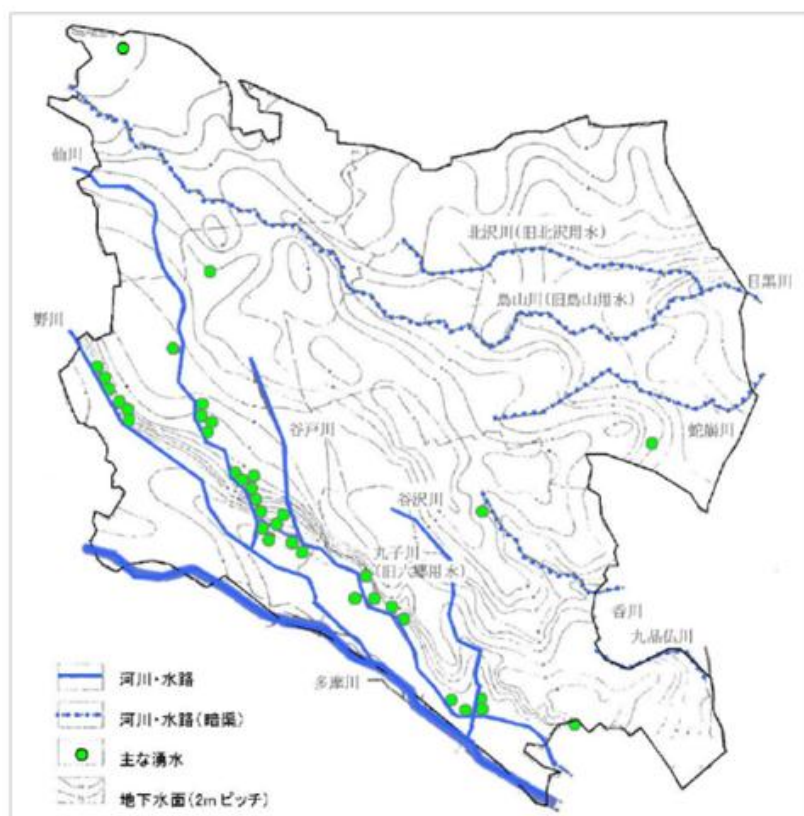 仙川
北沢川(旧北沢用水)
目黒川
烏山川(旧烏山用水)
野川
谷戸川
蛇崩川
谷沢川
丸子川
(旧六郷用水)
呑川
九品仏川
多摩川
河川・水路
河川・水路(暗渠)
主な湧水
地下水面(2mピッチ)